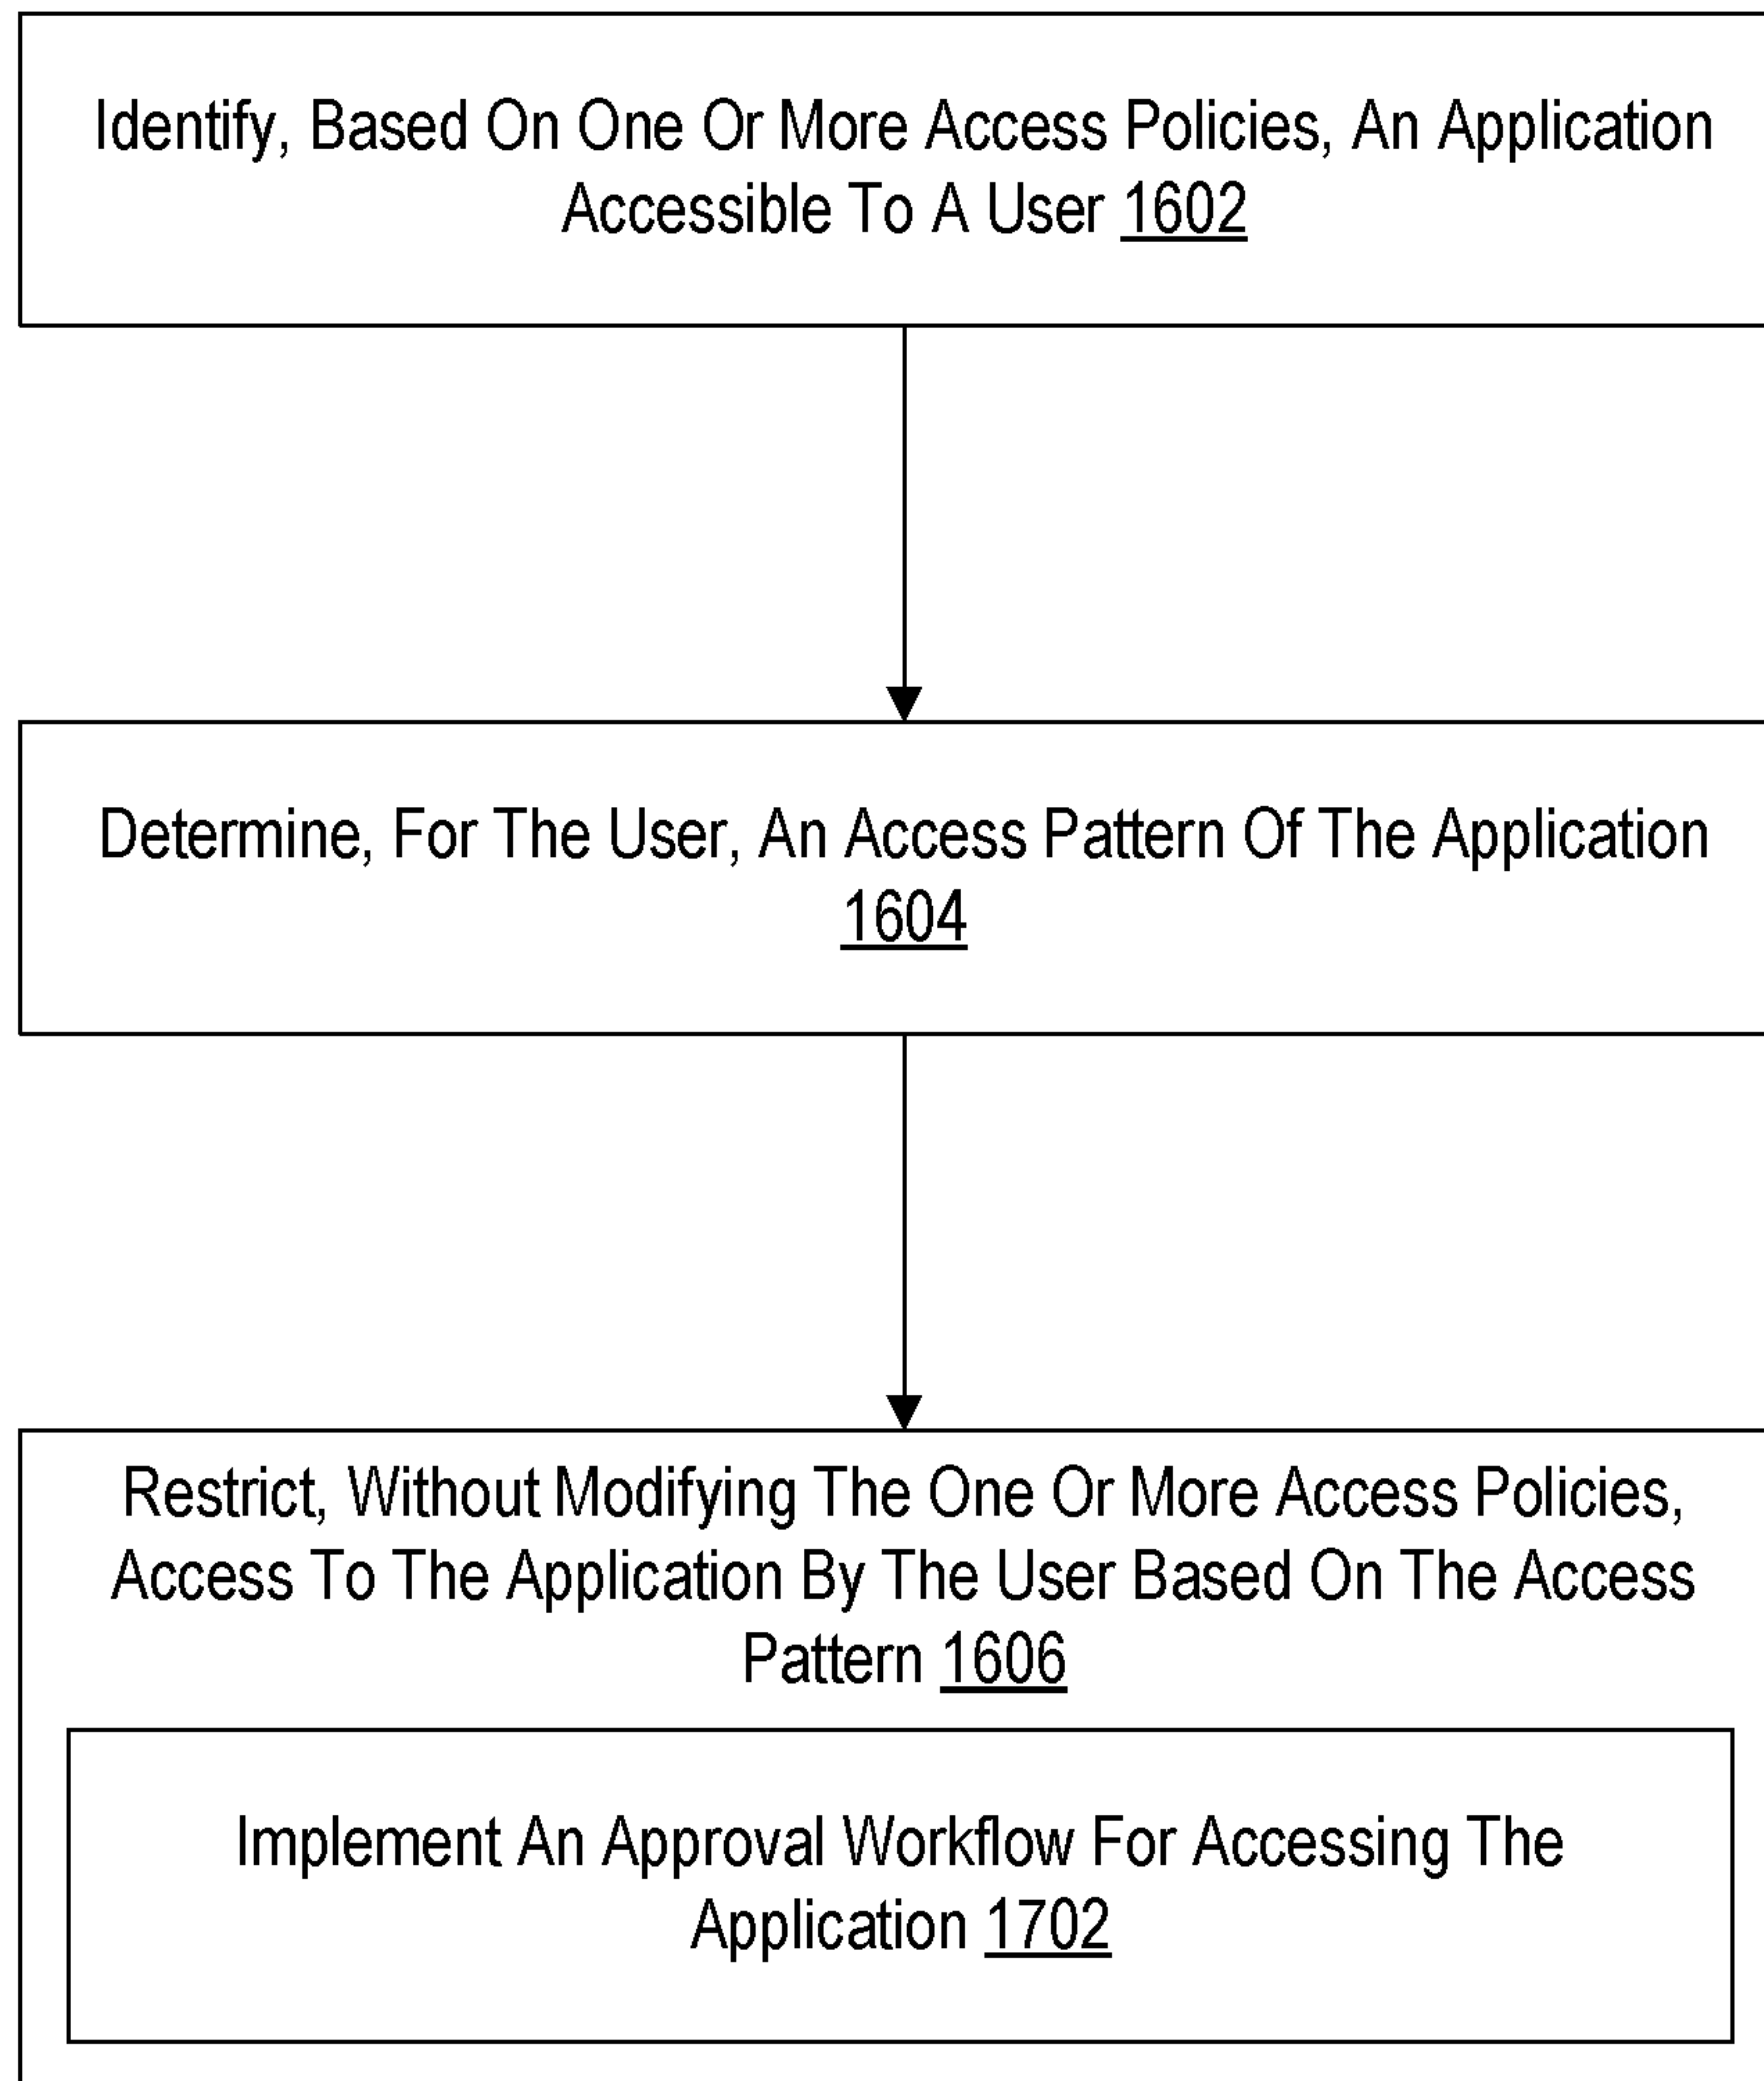 Identify, Based On One Or More Access Policies, An Application
Accessible To A User 1602
Determine, For The User, An Access Pattern Of The Application
1604
Restrict, Without Modifying The One Or More Access Policies,
Access To The Application By The User Based On The Access
Pattern 1606
Implement An Approval Workflow For Accessing The
Application 1702